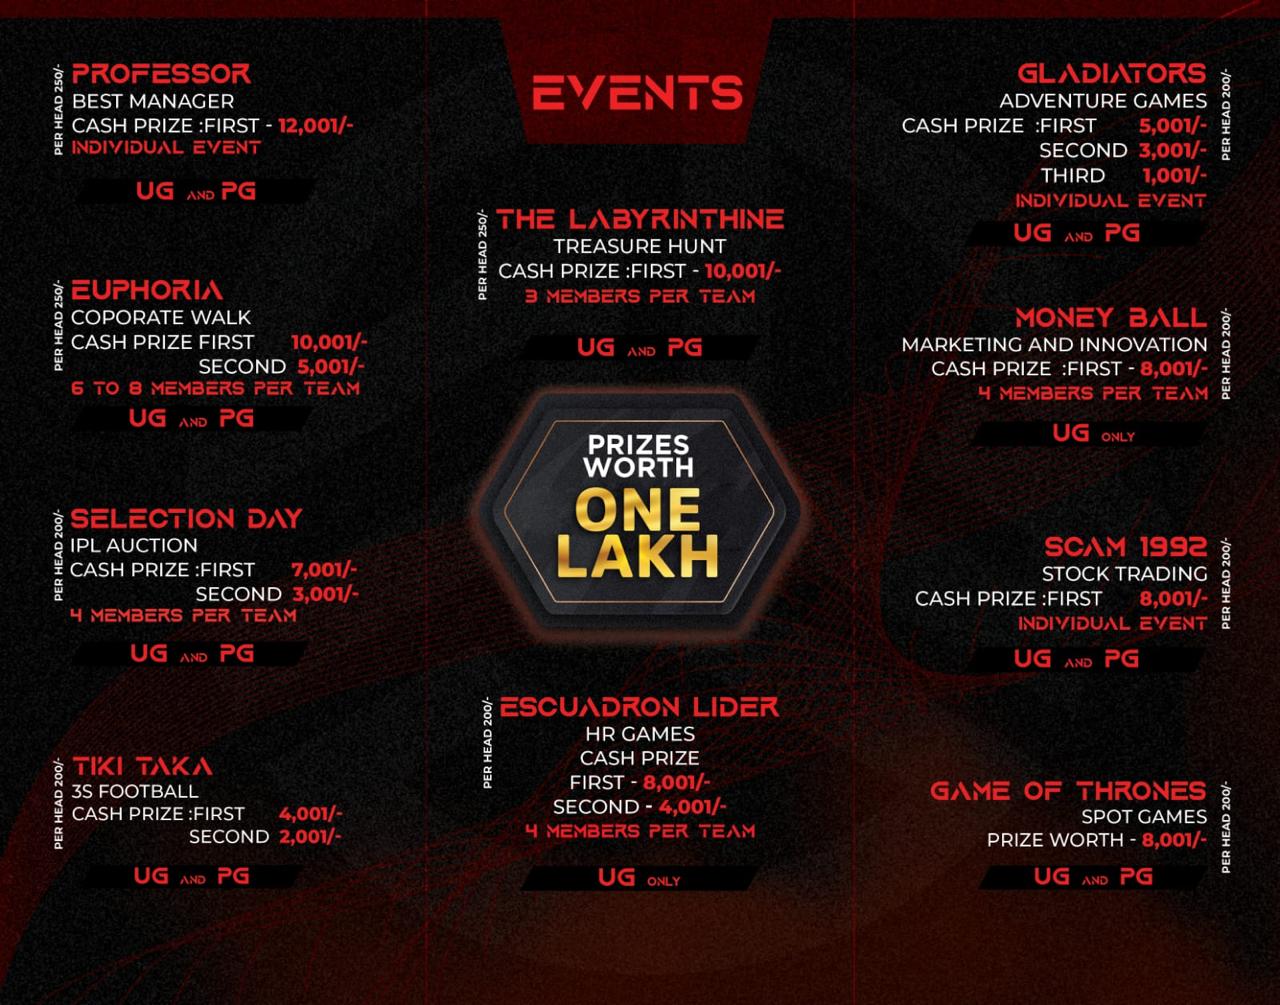 EVENTS
PER HEAD 250/-
PROFESSOR
BEST MANAGER
CASH PRIZE :FIRST - 12,001/-
INDIVIDUAL EVENT
UG AND PG
PER HEAD 250/-
EUPHORIA
COPORATE WALK
CASH PRIZE FIRST 10,001/-
SECOND 5,001/-
6 TO 8 MEMBERS PER TEAM
UG AND PG
PER HEAD 200/-
SELECTION DAY
IPL AUCTION
CASH PRIZE :FIRST 7,001/-
SECOND 3,001/-
4 MEMBERS PER TEAM
UG AND PG
PER HEAD 200/-
TIKI TAKA
3S FOOTBALL
CASH PRIZE :FIRST 4,001/-
SECOND 2,001/-
UG AND PG
PER HEAD 250/-
THE LABYRINTHINE
TREASURE HUNT
CASH PRIZE :FIRST - 10,001/-
3 MEMBERS PER TEAM
UG AND PG
PRIZES
WORTH
ONE
LAKH
PER HEAD 200/-
ESCUADRON LIDER
HR GAMES
CASH PRIZE
FIRST - 8,001/-
SECOND - 4,001/-
4 MEMBERS PER TEAM
UG ONLY
GLADIATORS
ADVENTURE GAMES
CASH PRIZE :FIRST 5,001/-
SECOND 3,001/-
THIRD 1,001/-
INDIVIDUAL EVENT
UG AND PG
PER HEAD 200/-
MONEY BALL
MARKETING AND INNOVATION
CASH PRIZE :FIRST - 8,001/-
4 MEMBERS PER TEAM
UG ONLY
PER HEAD 200/-
SCAM 1992
STOCK TRADING
CASH PRIZE :FIRST 8,001/-
INDIVIDUAL EVENT
UG AND PG
PER HEAD 200/-
GAME OF THRONES
SPOT GAMES
PRIZE WORTH - 8,001/-
UG AND PG
PER HEAD 200/-